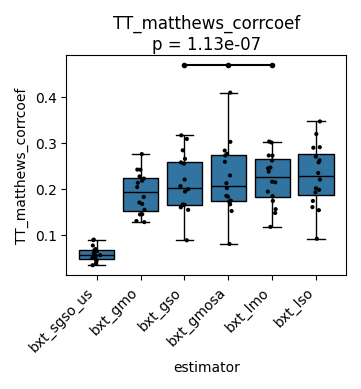 TT_matthews_corrcoef
p = 1.13e-07
TT_matthews_corrcoef
0.4
0.3
0.2
0.1
bxt_sgso_us
bxt_gmo
bxt_gso
bxt_gmosa
bxt_lmo
bxt_lso
estimator